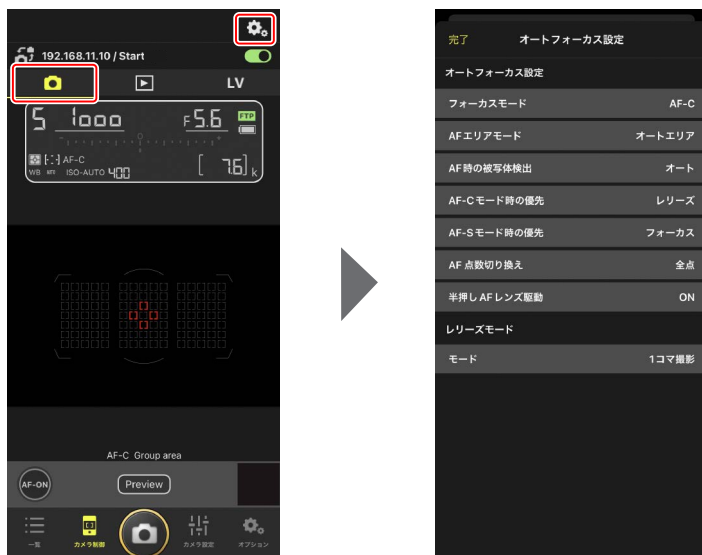 192.168.11.10 / Start
LV
S 1000 F5.6 FTP
AF-C
WB ISO-AUTO 400 [ 7.6] k
AF-C Group area
AF-ON
Preview
一覧
カメラ制御
カメラ設定
オプション
完了 オートフォーカス設定
オートフォーカス設定
フォーカスモード AF-C
AFエリアモード オートエリア
AF時の被写体検出 オート
AF-Cモード時の優先 レリーズ
AF-Sモード時の優先 フォーカス
AF 点数切り換え 全点
半押しAFレンズ駆動 ON
レリーズモード
モード 1コマ撮影